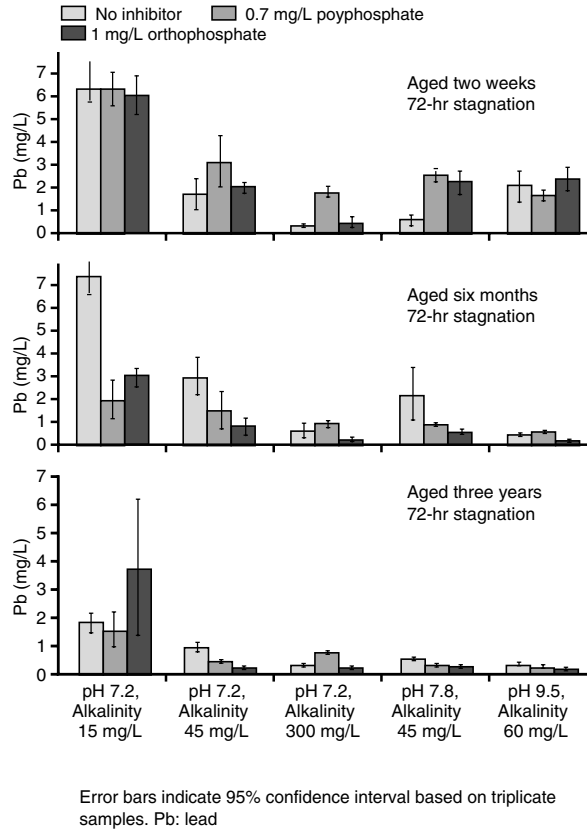 No inhibitor
0.7 mg/L poyphosphate
1 mg/L orthophosphate
Aged two weeks
72-hr stagnation
Pb (mg/L)
7
6
5
4
3
2
1
0
Aged six months
72-hr stagnation
Pb (mg/L)
7
6
5
4
3
2
1
0
Aged three years
72-hr stagnation
Pb (mg/L)
7
6
5
4
3
2
1
0
pH 7.2,
Alkalinity
15 mg/L
pH 7.2,
Alkalinity
45 mg/L
pH 7.2,
Alkalinity
300 mg/L
pH 7.8,
Alkalinity
45 mg/L
pH 9.5,
Alkalinity
60 mg/L
Error bars indicate 95% confidence interval based on triplicate
samples. Pb: lead